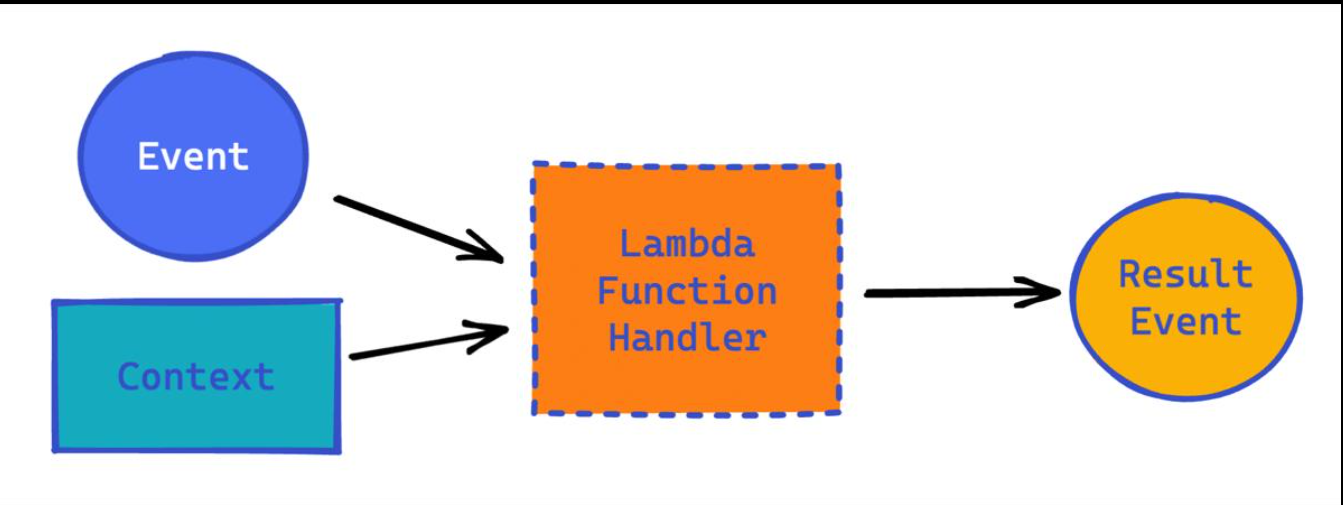 Event
Context
Lambda
Function
Handler
Result
Event